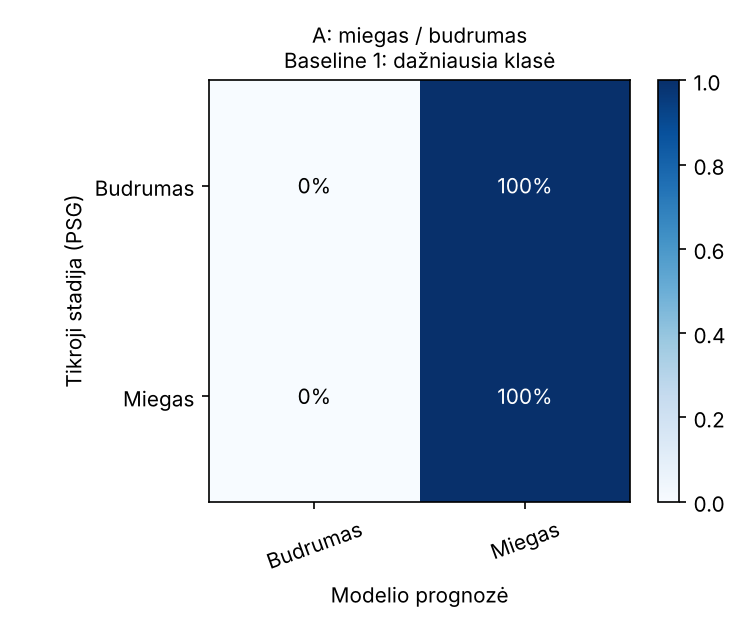 A: miegas / budrumas
Baseline 1: dažniausia klasė
Tikroji stadija (PSG)
Budrumas
0%
100%
Miegas
0%
100%
Budrumas
Miegas
Modelio prognozė
1.0
0.8
0.6
0.4
0.2
0.0